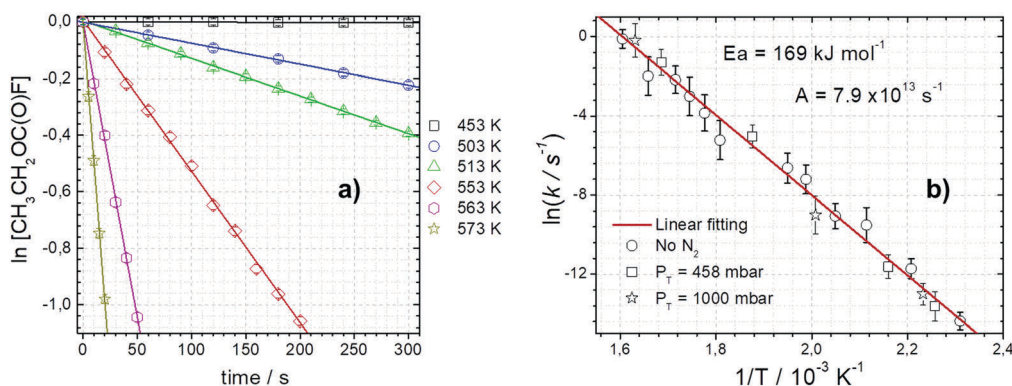 ln [CH₃CH₂OC(O)F]
0,0
-0,2
-0,4
-0,6
-0,8
-1,0
0 50 100 150 200 250 300
time / s
a)
453 K
503 K
513 K
553 K
563 K
573 K
ln(k / s⁻¹)
0
-4
-8
-12
1,6 1,8 2,0 2,2 2,4
1/T / 10⁻³ K⁻¹
Ea = 169 kJ mol⁻¹
A = 7.9 x10¹³ s⁻¹
b)
Linear fitting
No N₂
P_T = 458 mbar
P_T = 1000 mbar